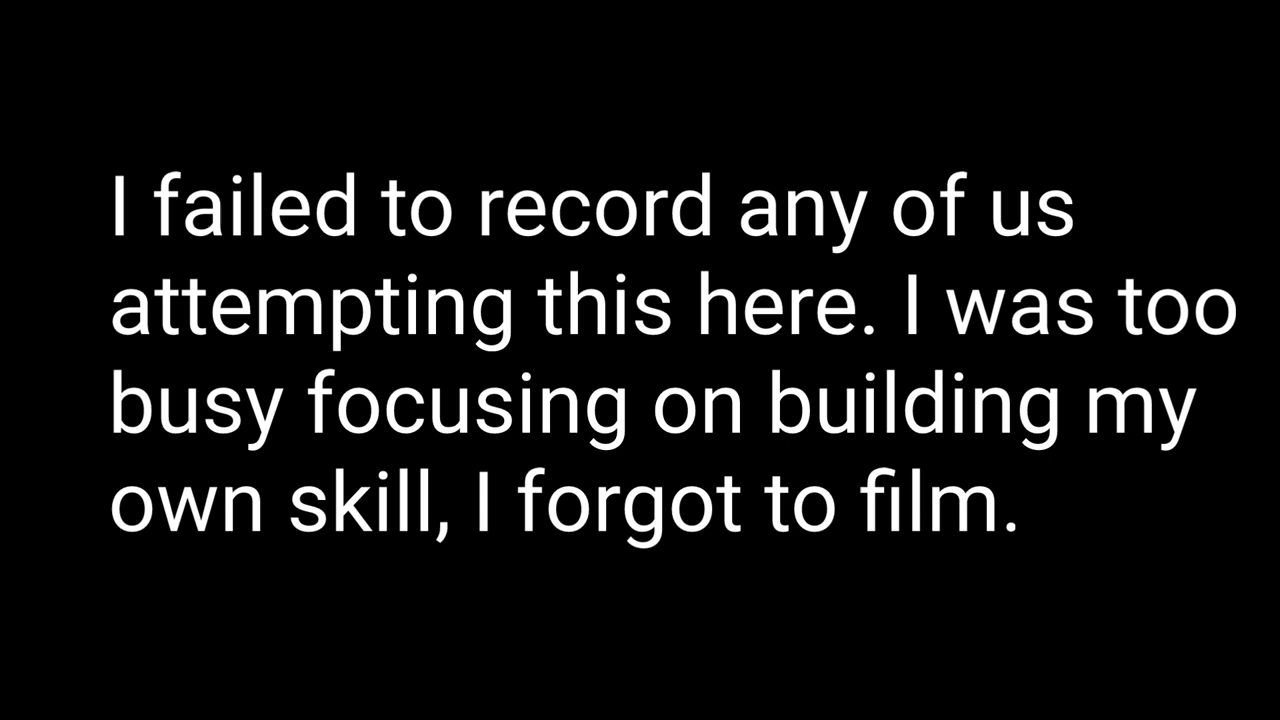 I failed to record any of us
attempting this here. I was too
busy focusing on building my
own skill, I forgot to film.